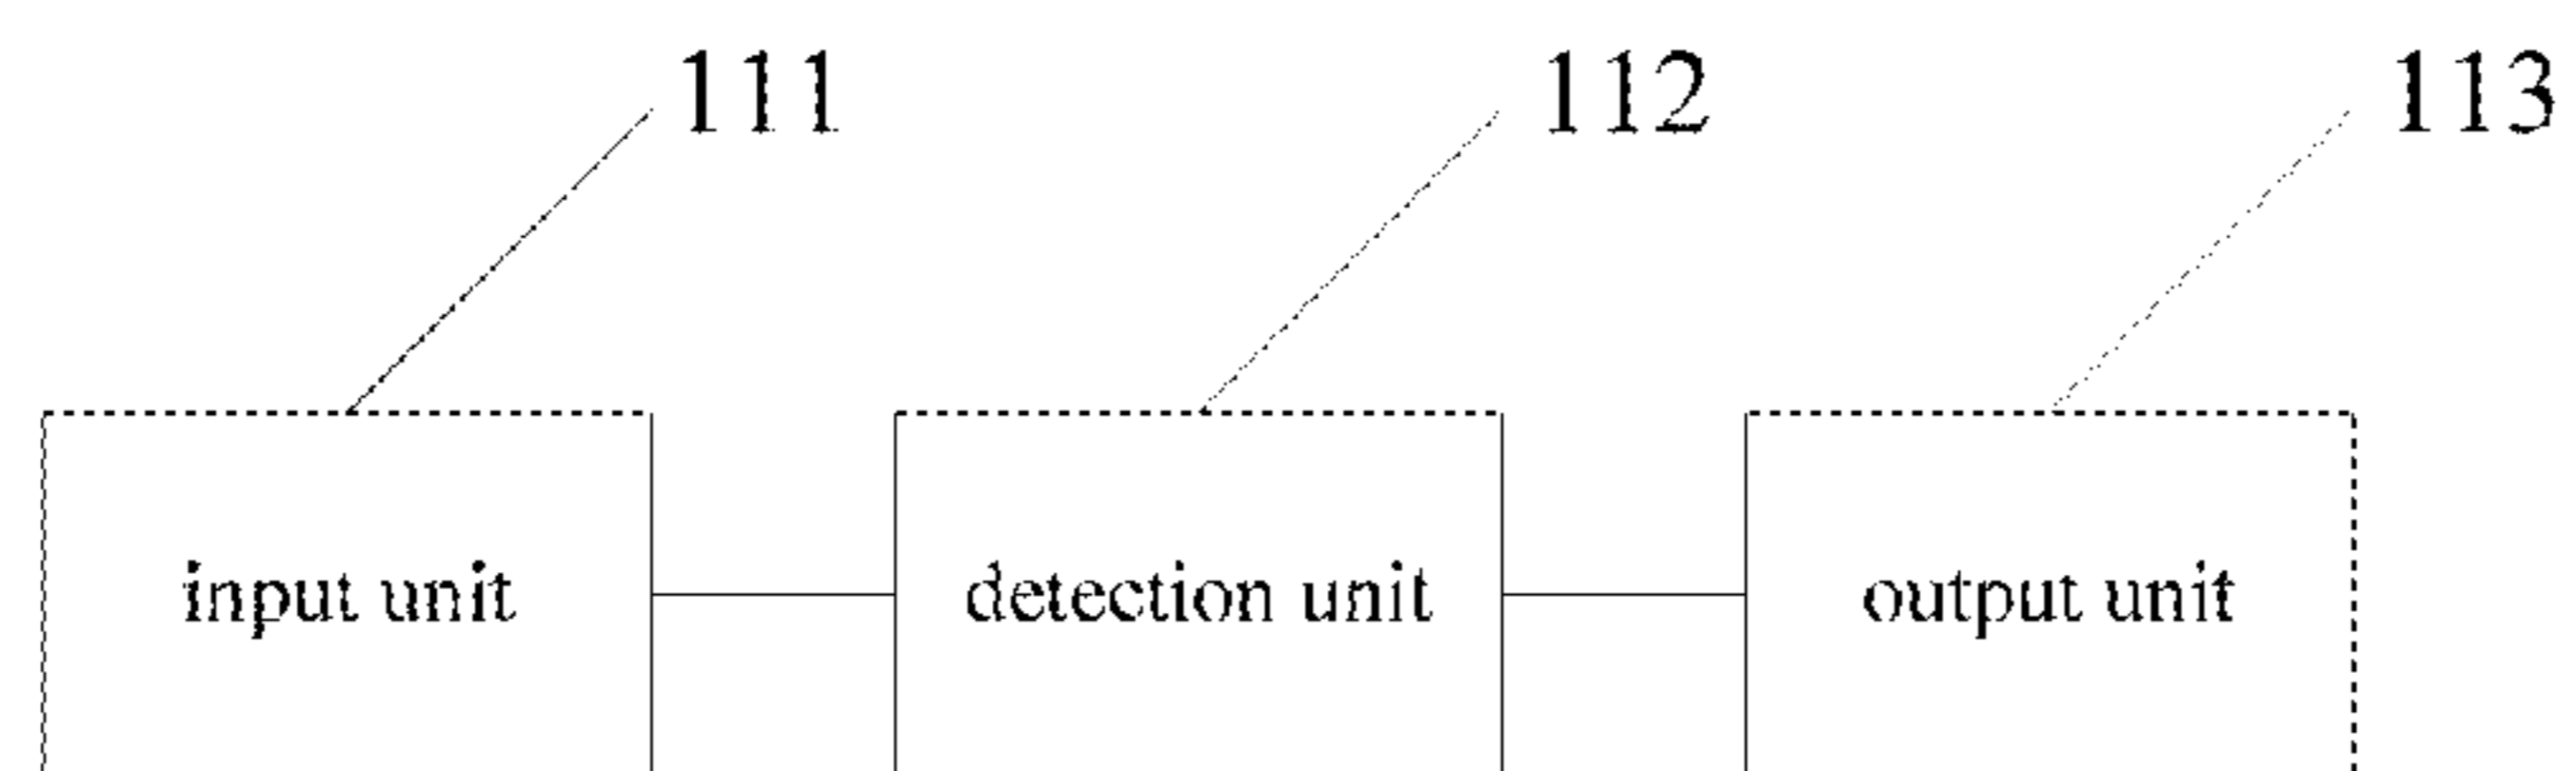 111 112 113
input unit detection unit output unit